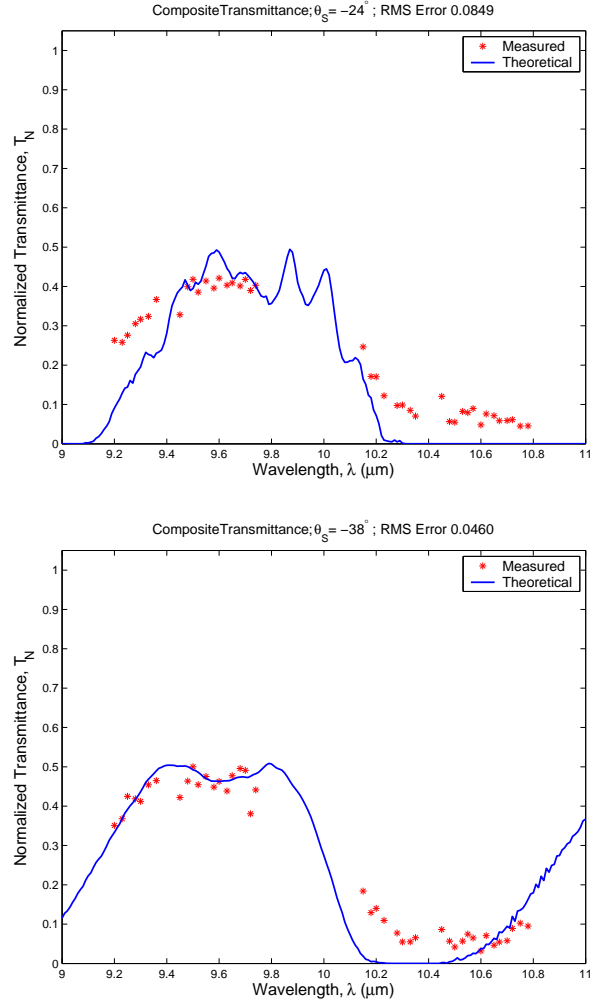 CompositeTransmittance; θS = −24° ; RMS Error 0.0849
1
0.9
0.8
0.7
0.6
0.5
0.4
0.3
0.2
0.1
0
Normalized Transmittance, TN
Measured
Theoretical
9 9.2 9.4 9.6 9.8 10 10.2 10.4 10.6 10.8 11
Wavelength, λ (μm)
CompositeTransmittance; θS = −38° ; RMS Error 0.0460
1
0.9
0.8
0.7
0.6
0.5
0.4
0.3
0.2
0.1
0
Normalized Transmittance, TN
Measured
Theoretical
9 9.2 9.4 9.6 9.8 10 10.2 10.4 10.6 10.8 11
Wavelength, λ (μm)